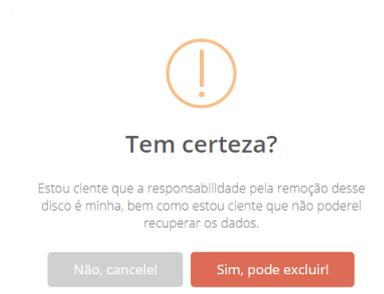 Tem certeza?
Estou ciente que a responsabilidade pela remoção desse
disco é minha, bem como estou ciente que não poderei
recuperar os dados.
Não, cancele!
Sim, pode excluir!